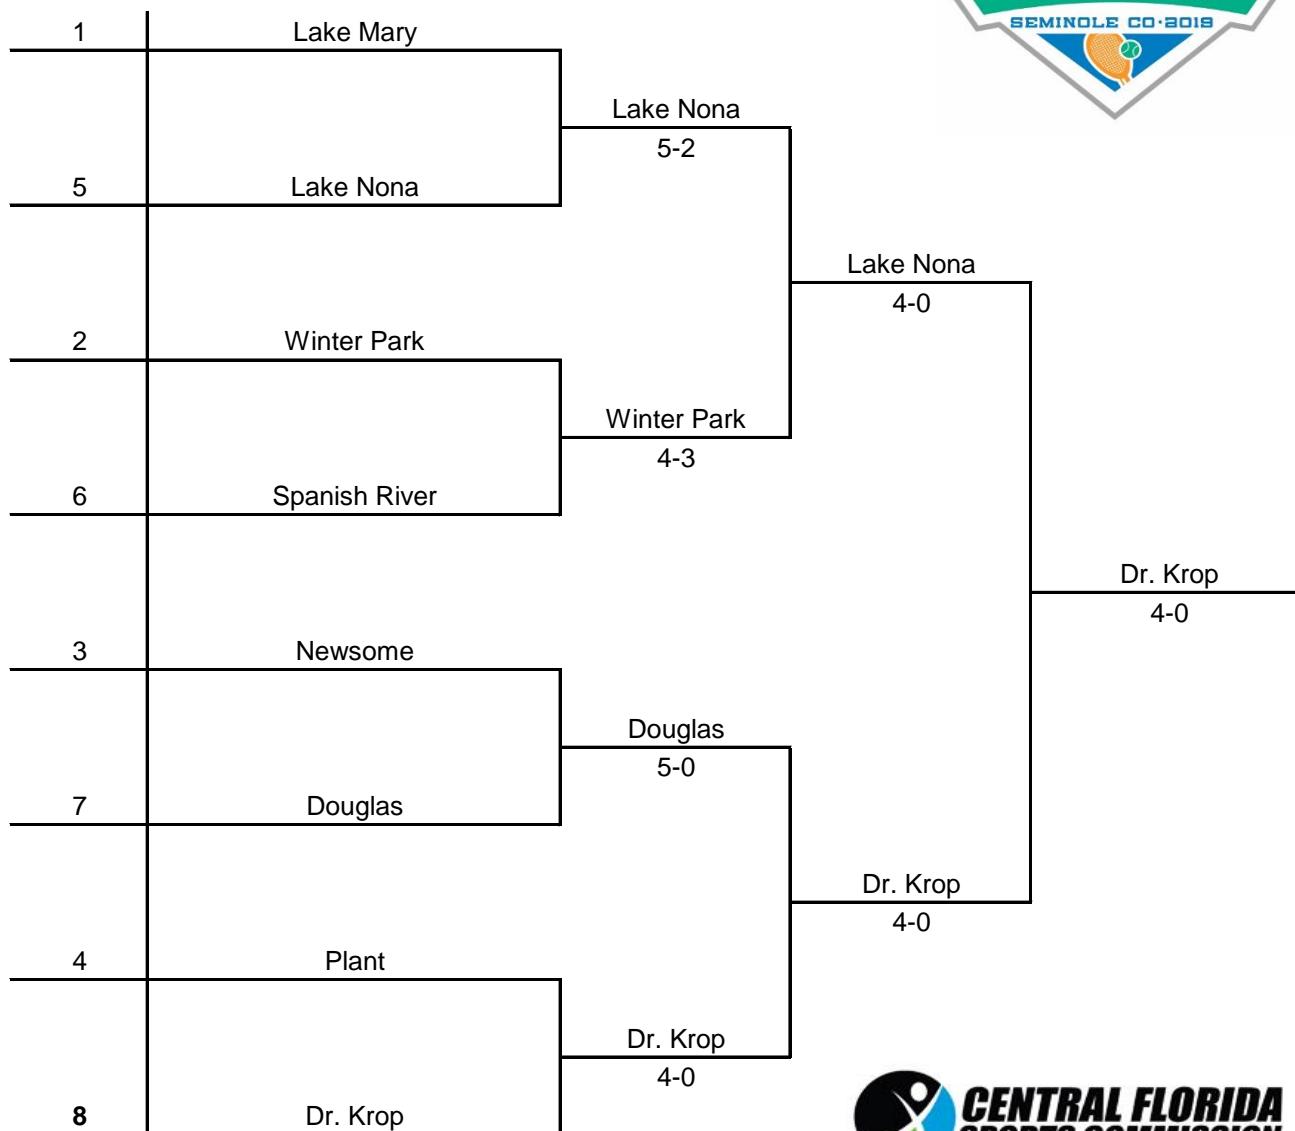 SEMINOLE CO·2019
1 Lake Mary
Lake Nona
5-2
5 Lake Nona
Lake Nona
4-0
2 Winter Park
Winter Park
4-3
6 Spanish River
Dr. Krop
4-0
3 Newsome
Douglas
5-0
7 Douglas
Dr. Krop
4-0
4 Plant
Dr. Krop
4-0
8 Dr. Krop
CENTRAL FLORIDA
SPORTS COMMISSION